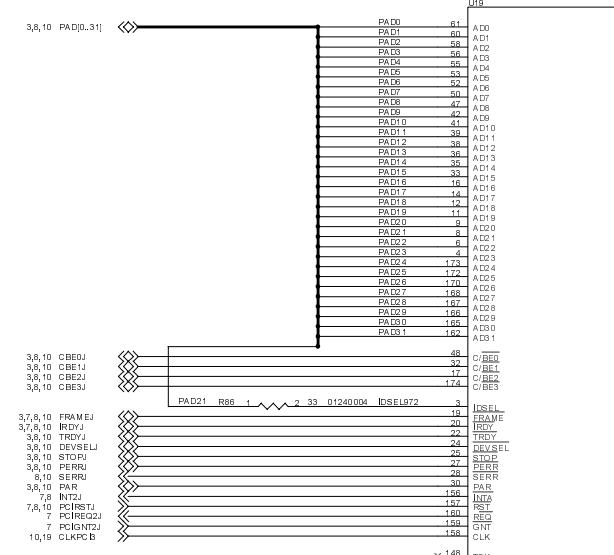 U19
3,8,10 PAD[0..31]
PAD0 61 AD0
PAD1 60 AD1
PAD2 58 AD2
PAD3 56 AD3
PAD4 55 AD4
PAD5 53 AD5
PAD6 52 AD6
PAD7 50 AD7
PAD8 47 AD8
PAD9 42 AD9
PAD10 41 AD10
PAD11 39 AD11
PAD12 38 AD12
PAD13 36 AD13
PAD14 35 AD14
PAD15 33 AD15
PAD16 16 AD16
PAD17 14 AD17
PAD18 12 AD18
PAD19 11 AD19
PAD20 9 AD20
PAD21 8 AD21
PAD22 6 AD22
PAD23 4 AD23
PAD24 173 AD24
PAD25 172 AD25
PAD26 170 AD26
PAD27 168 AD27
PAD28 167 AD28
PAD29 166 AD29
PAD30 165 AD30
PAD31 162 AD31
3,8,10 CBE0J 48 C/BE0
3,8,10 CBE1J 32 C/BE1
3,8,10 CBE2J 17 C/BE2
3,8,10 CBE3J 174 C/BE3
PAD21 R86 1 2 33 01240004 IDSEL972 3 IDSEL
3,7,8,10 FRAMEJ 19 FRAME
3,7,8,10 IRDYJ 20 IRDY
3,8,10 TRDYJ 22 TRDY
3,8,10 DEVSELJ 24 DEVSEL
3,8,10 STOPJ 25 STOP
3,8,10 PERRJ 27 PERR
8,10 SERRJ 28 SERR
3,8,10 PAR 30 PAR
7,8 INT2J 156 INTA
7,8,10 PCIRSTJ 157 RST
7 PCIREQ2J 160 REQ
7 PCIGNT2J 159 GNT
10,19 CLKPCI3 158 CLK
148